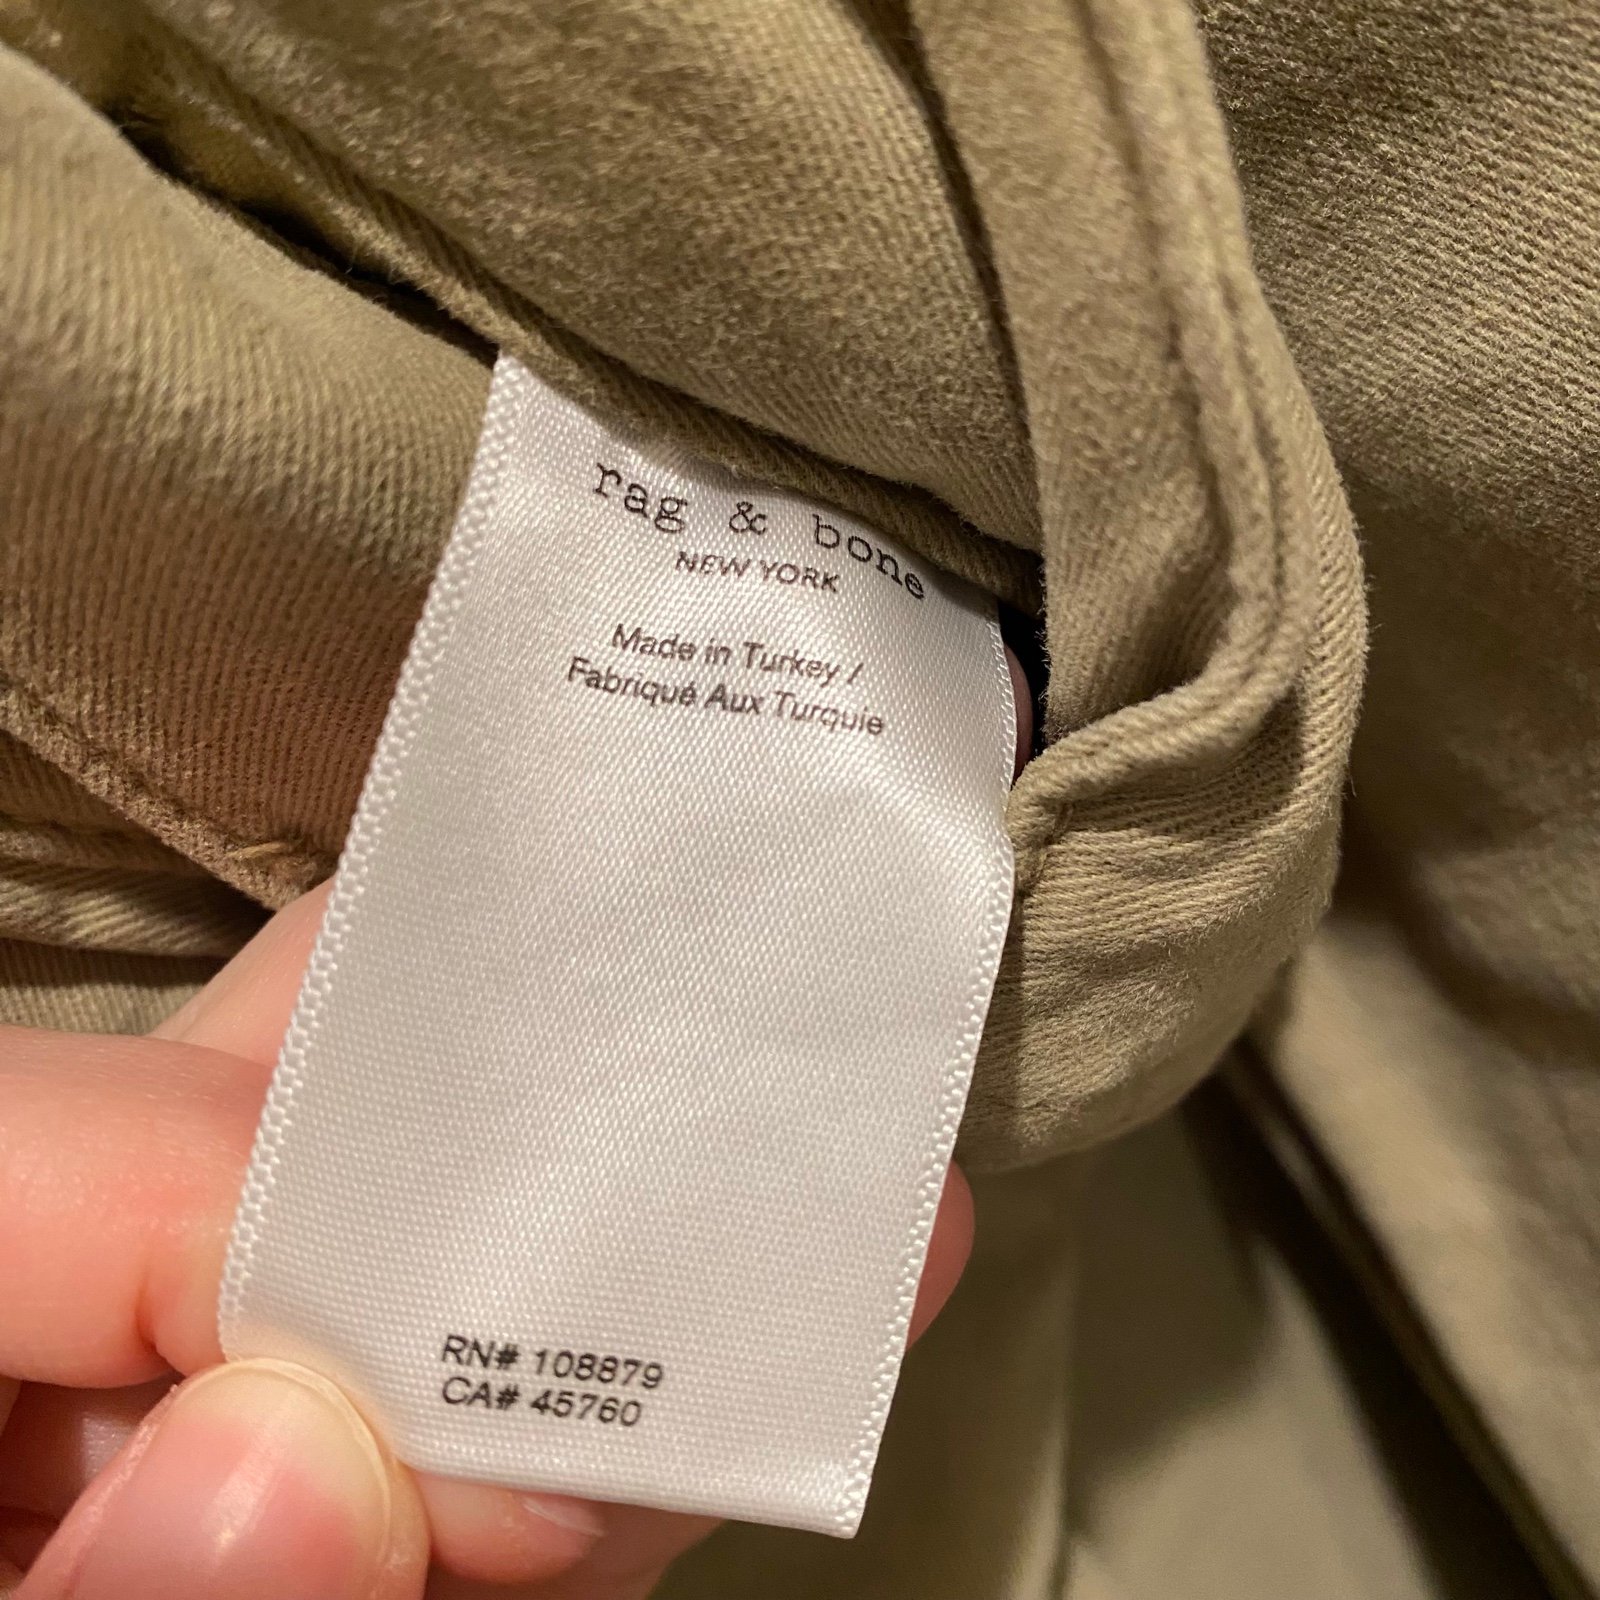 rag & bone
NEW YORK
Made in Turkey /
Fabriqué Aux Turquie
RN# 108879
CA# 45760